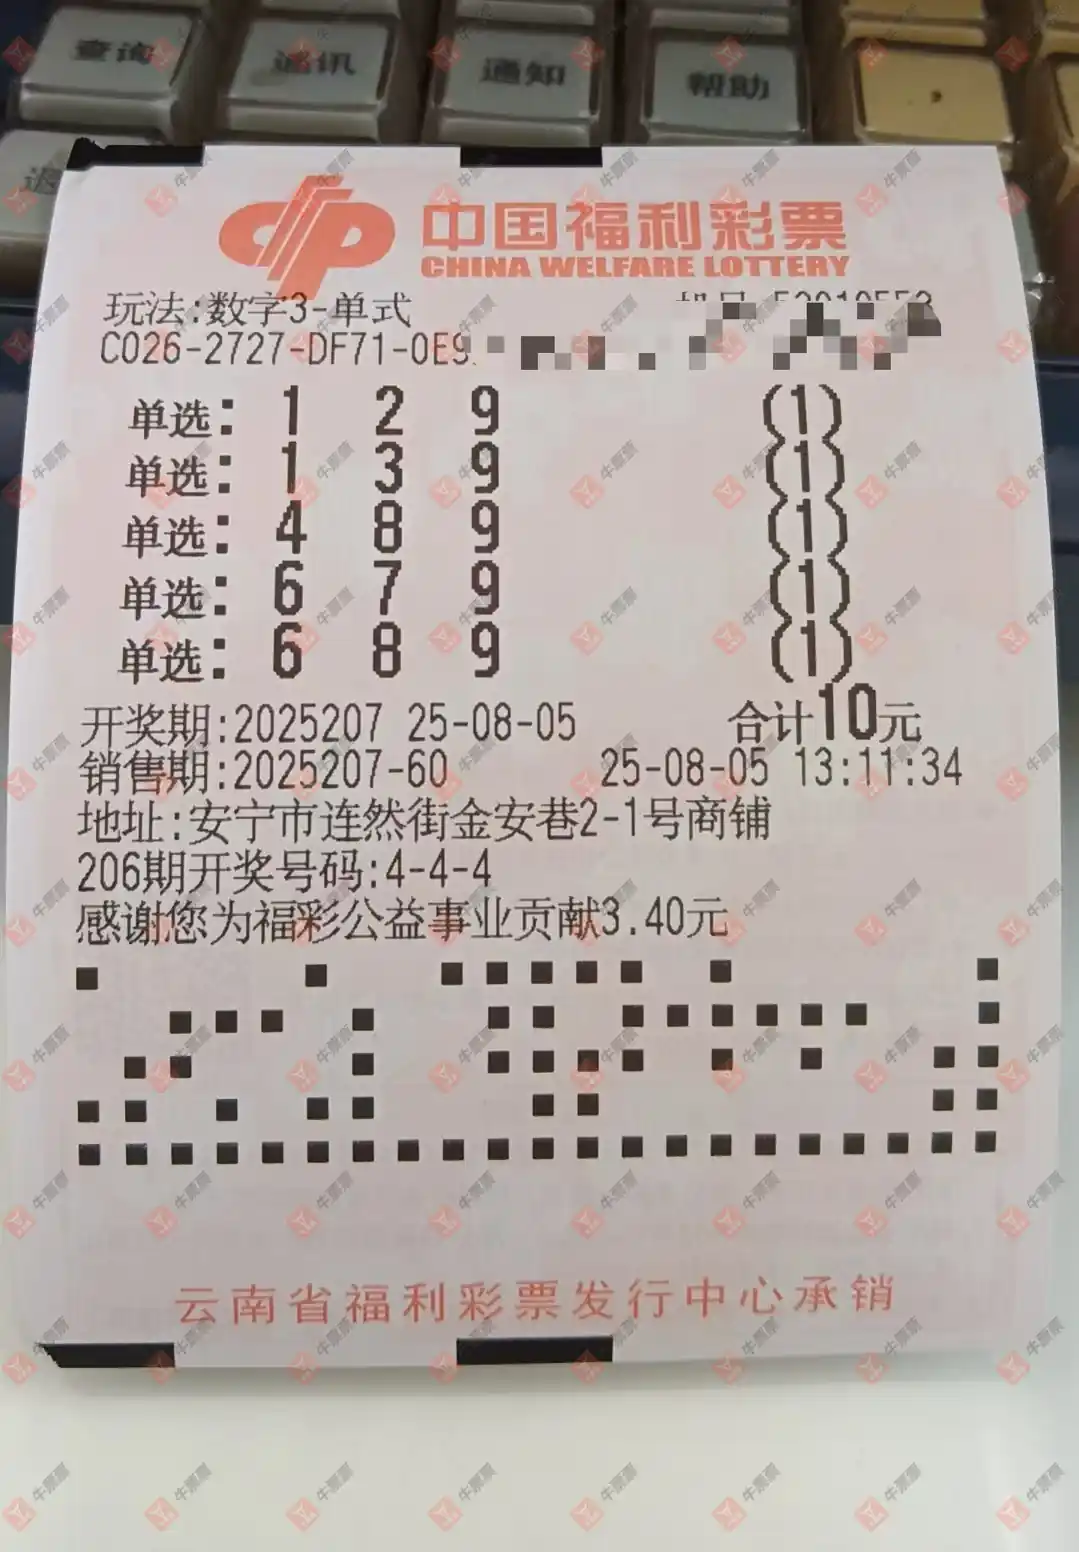 查询 通讯 通知 帮助
中国福利彩票
CHINA WELFARE LOTTERY
玩法:数字3-单式
C026-2727-DF71-0E9
单选: 1 2 9 (1)
单选: 1 3 9 (1)
单选: 4 8 9 (1)
单选: 6 7 9 (1)
单选: 6 8 9 (1)
开奖期:2025207 25-08-05 合计10元
销售期:2025207-60 25-08-05 13:11:34
地址:安宁市连然街金安巷2-1号商铺
206期开奖号码:4-4-4
感谢您为福彩公益事业贡献3.40元
云南省福利彩票发行中心承销
牛票票